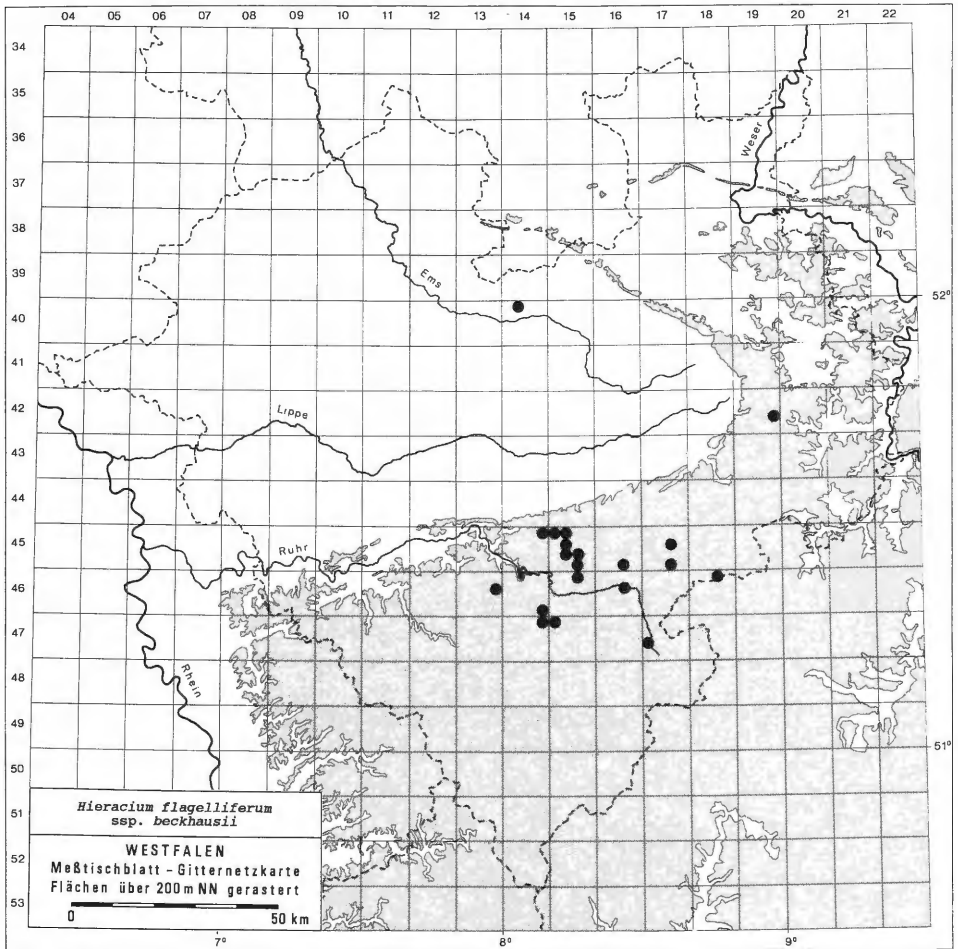 04 05 06 07 08 09 10 11 12 13 14 15 16 17 18 19 20 21 22
34
35
36
37
38
39
40
41
42
43
44
45
46
47
48
49
50
51
52
53
Weser
Ems
52°
Lippe
Ruhr
Rhein
51°
Hieracium flagelliferum
ssp. beckhausii
WESTFALEN
Meßtischblatt - Gitternetzkarte
Flächen über 200 m NN gerastert
0 50 km
7° 8° 9°